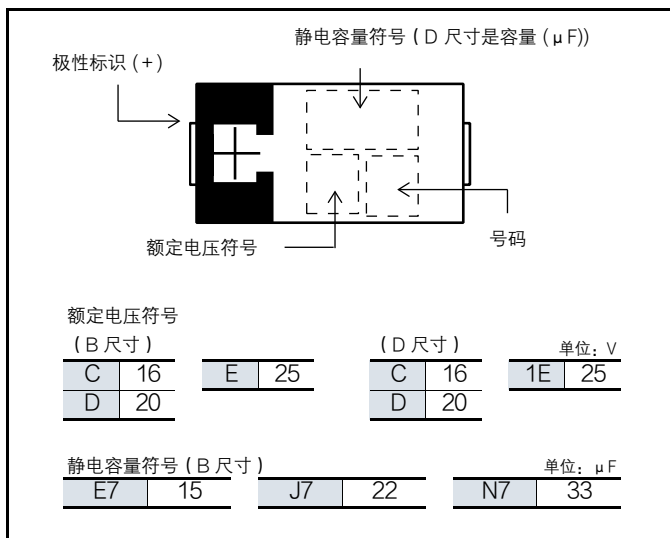 静电容量符号 ( D 尺寸是容量 ( μ F))
极性标识 ( + )
额定电压符号
号码
额定电压符号
( B 尺寸 )
( D 尺寸 )
单位: V
C 16 E 25 C 16 1E 25
D 20 D 20
静电容量符号 ( B 尺寸 )
单位: μ F
E7 15 J7 22 N7 33